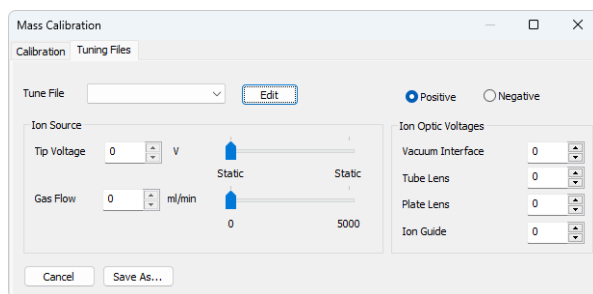 Mass Calibration
Calibration Tuning Files
Tune File Edit Positive Negative
Ion Source Ion Optic Voltages
Tip Voltage 0 V Vacuum Interface 0
Static Static Tube Lens 0
Gas Flow 0 ml/min Plate Lens 0
0 5000 Ion Guide 0
Cancel Save As...